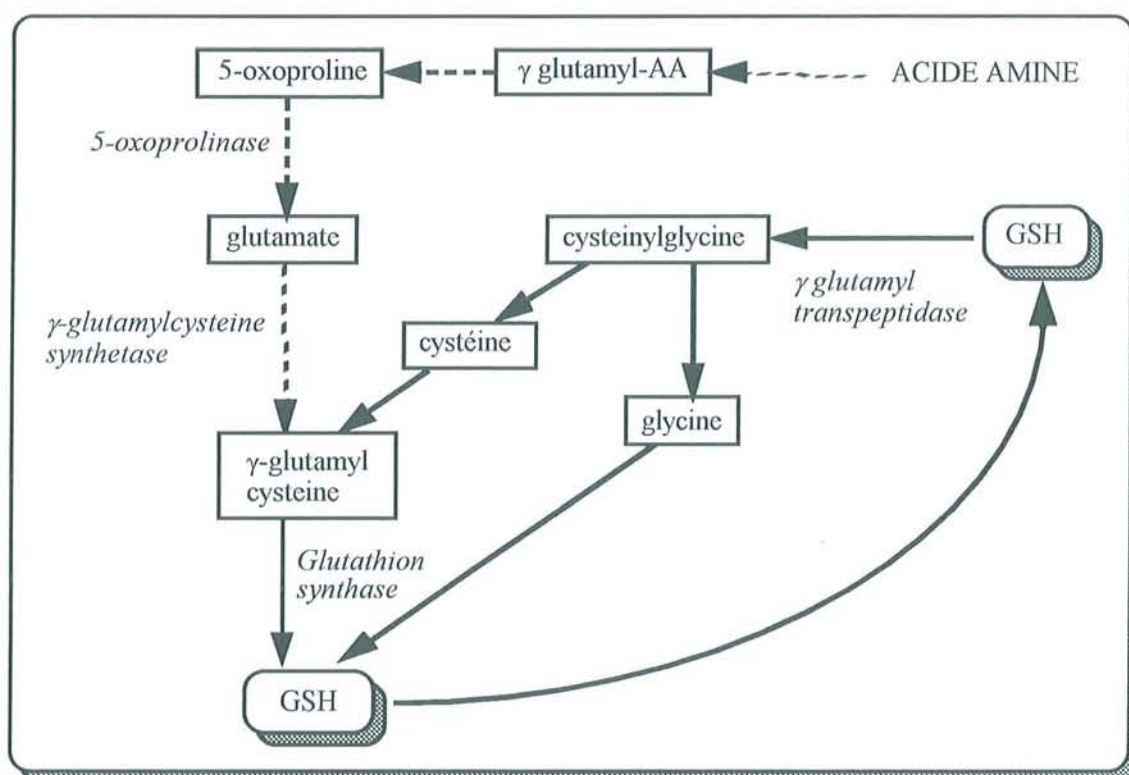 5-oxoproline
γ glutamyl-AA
ACIDE AMINE
5-oxoprolinase
glutamate
cysteinylglycine
GSH
γ glutamyl
transpeptidase
γ-glutamylcysteine
synthetase
cystéine
glycine
γ-glutamyl
cysteine
Glutathion
synthase
GSH